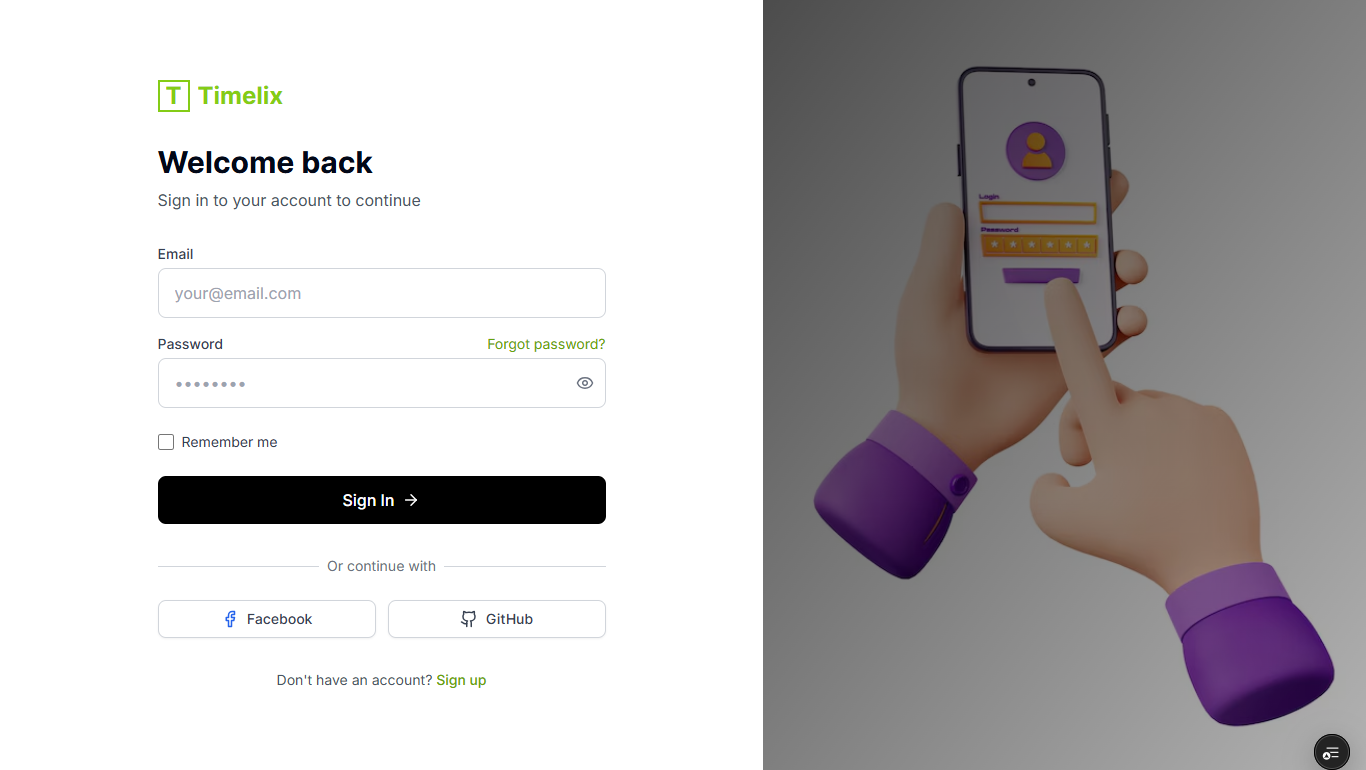 T Timelix
Welcome back
Sign in to your account to continue
Email
your@email.com
Password Forgot password?
••••••••
Remember me
Sign In →
Or continue with
Facebook GitHub
Don't have an account? Sign up
Login
Password